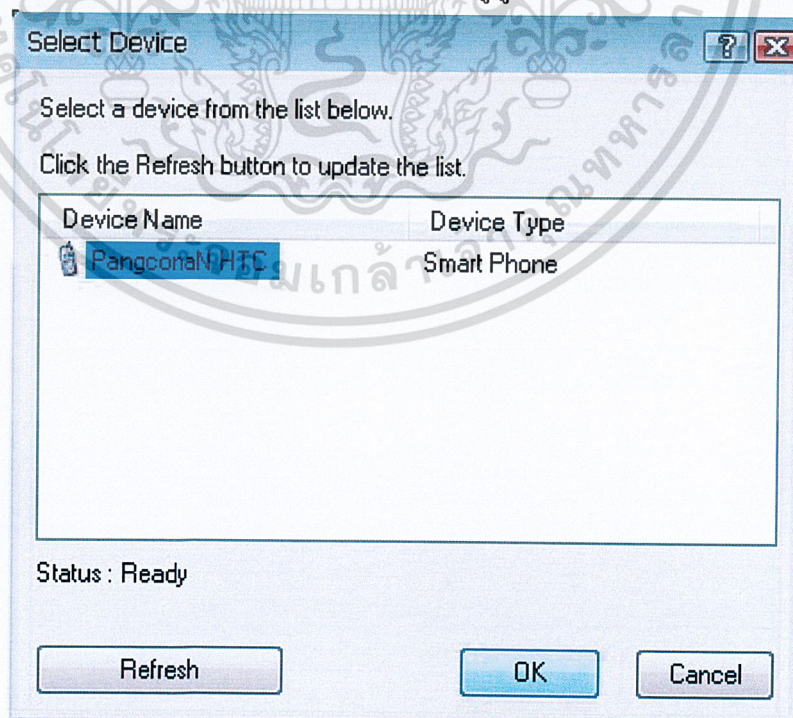 Select Device
Select a device from the list below.
Click the Refresh button to update the list.
Device Name Device Type
PangconaN HTC Smart Phone
Status : Ready
Refresh OK Cancel